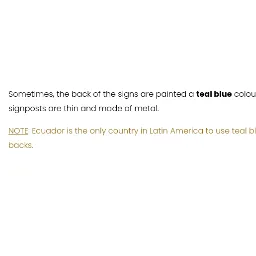 Sometimes, the back of the signs are painted a teal blue colou
signposts are thin and made of metal.
NOTE: Ecuador is the only country in Latin America to use teal bl
backs.